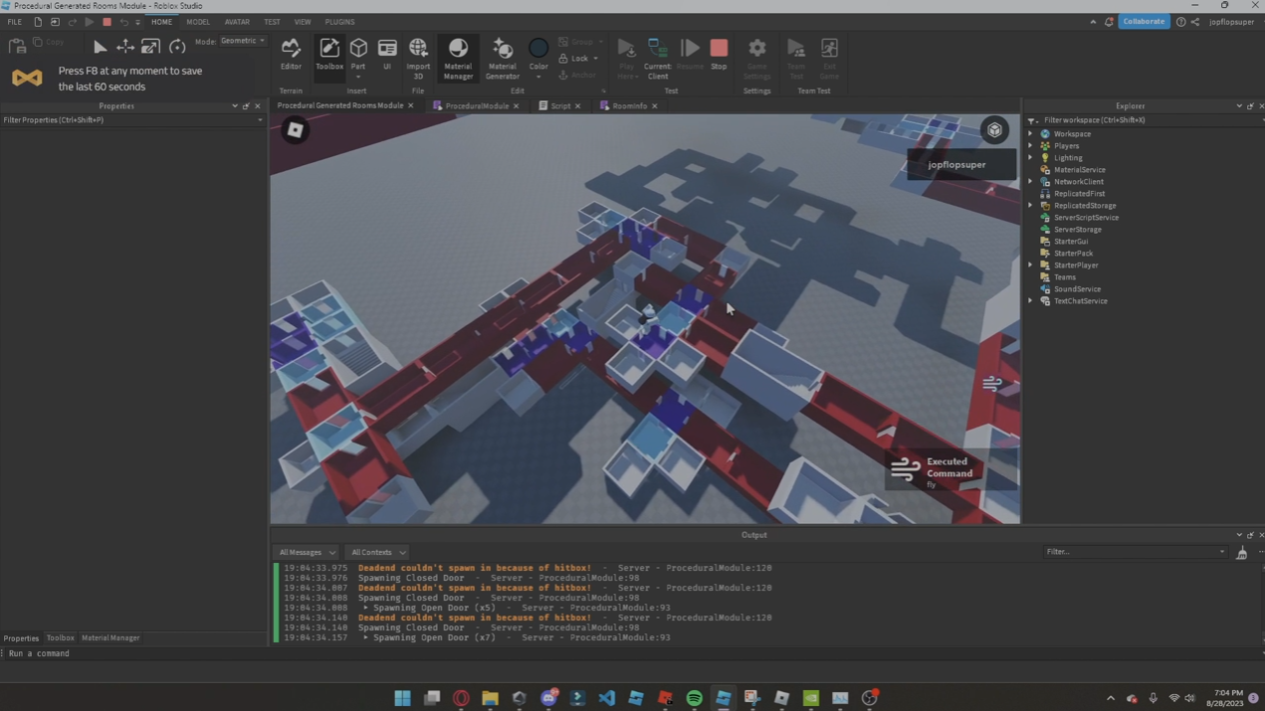 Procedural Generated Rooms Module - Roblox Studio
FILE HOME MODEL AVATAR TEST VIEW PLUGINS Collaborate jopflopsuper
Copy
Mode: Geometric
Editor Toolbox Part UI Import 3D Material Manager Material Generator Color Group Lock Anchor Play Here Current: Client Resume Stop Game Settings Team Test Exit Game
Terrain Insert File Edit Test Settings Team Test
Press F8 at any moment to save
the last 60 seconds
Properties
Procedural Generated Rooms Module ProceduralModule Script RoomInfo
Explorer
Filter Properties (Ctrl+Shift+P)
Filter workspace (Ctrl+Shift+X)
Workspace
Players
Lighting
MaterialService
NetworkClient
ReplicatedFirst
ReplicatedStorage
ServerScriptService
ServerStorage
StarterGui
StarterPack
StarterPlayer
Teams
SoundService
TextChatService
jopflopsuper
Executed
Command
fly
Output
All Messages All Contexts Filter...
19:04:33.975 Deadend couldn't spawn in because of hitbox! - Server - ProceduralModule:120
19:04:33.976 Spawning Closed Door - Server - ProceduralModule:98
19:04:34.007 Deadend couldn't spawn in because of hitbox! - Server - ProceduralModule:120
19:04:34.008 Spawning Closed Door - Server - ProceduralModule:98
19:04:34.008 Spawning Open Door (x5) - Server - ProceduralModule:93
19:04:34.140 Deadend couldn't spawn in because of hitbox! - Server - ProceduralModule:120
19:04:34.140 Spawning Closed Door - Server - ProceduralModule:98
19:04:34.157 Spawning Open Door (x7) - Server - ProceduralModule:93
Properties Toolbox Material Manager
Run a command
7:04 PM
8/28/2023